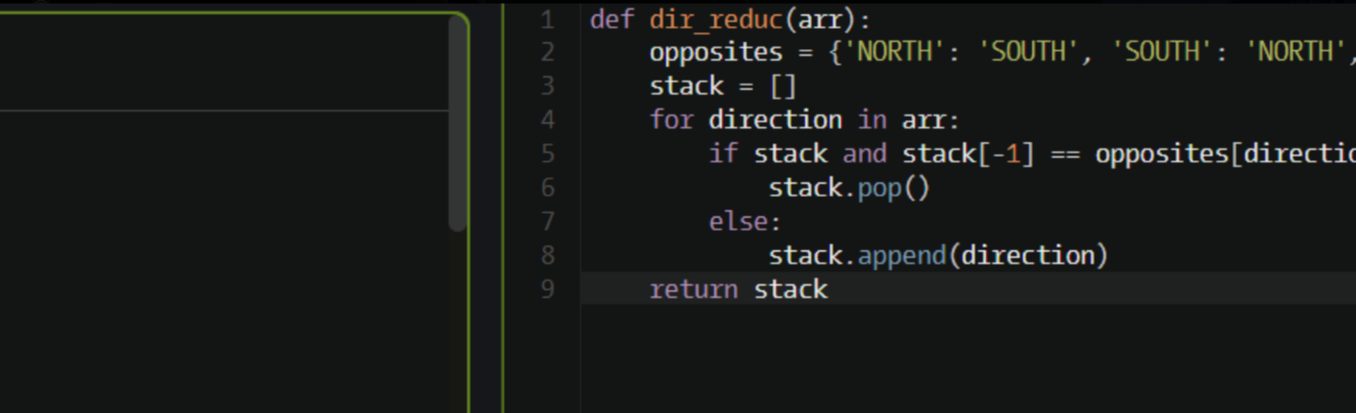 1 def dir_reduc(arr):
2     opposites = {'NORTH': 'SOUTH', 'SOUTH': 'NORTH',
3     stack = []
4     for direction in arr:
5         if stack and stack[-1] == opposites[directio
6             stack.pop()
7         else:
8             stack.append(direction)
9     return stack